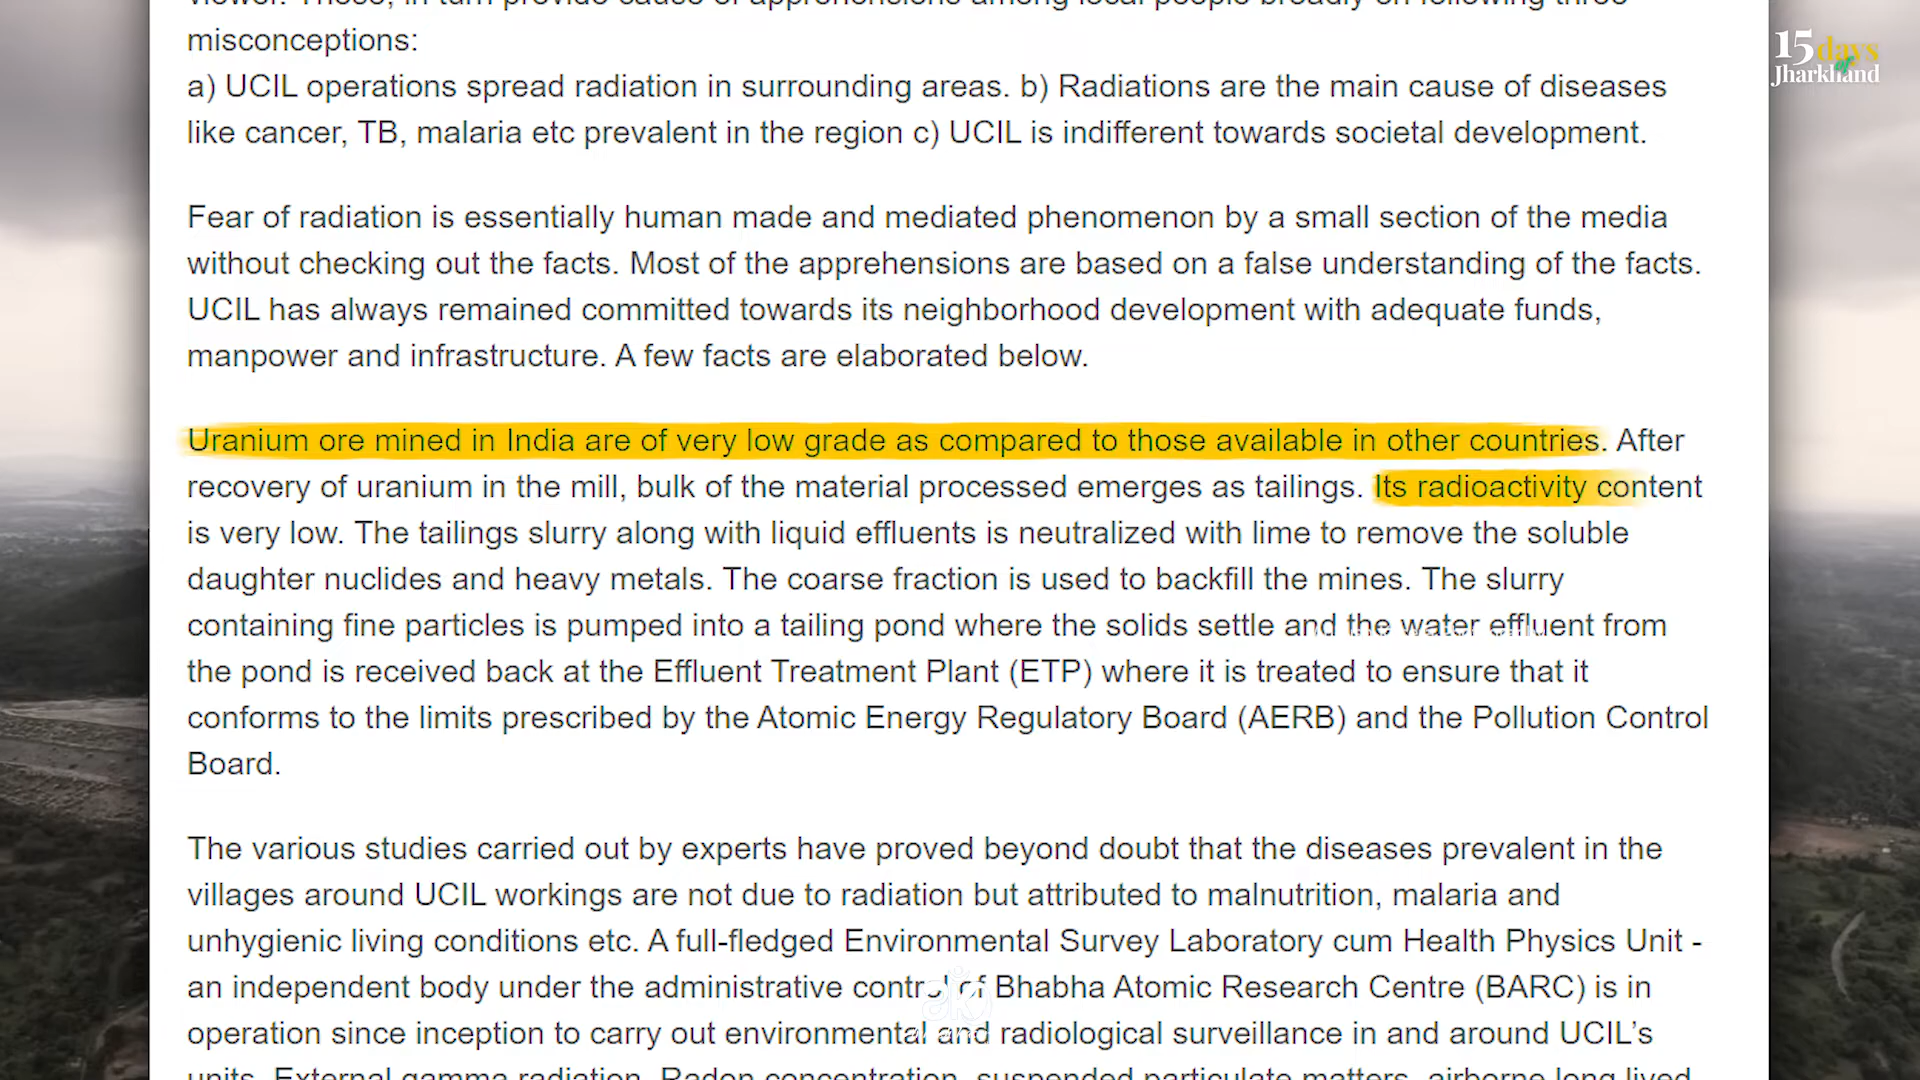 misconceptions:
a) UCIL operations spread radiation in surrounding areas. b) Radiations are the main cause of diseases
like cancer, TB, malaria etc prevalent in the region c) UCIL is indifferent towards societal development.
Fear of radiation is essentially human made and mediated phenomenon by a small section of the media
without checking out the facts. Most of the apprehensions are based on a false understanding of the facts.
UCIL has always remained committed towards its neighborhood development with adequate funds,
manpower and infrastructure. A few facts are elaborated below.
Uranium ore mined in India are of very low grade as compared to those available in other countries. After
recovery of uranium in the mill, bulk of the material processed emerges as tailings. Its radioactivity content
is very low. The tailings slurry along with liquid effluents is neutralized with lime to remove the soluble
daughter nuclides and heavy metals. The coarse fraction is used to backfill the mines. The slurry
containing fine particles is pumped into a tailing pond where the solids settle and the water effluent from
the pond is received back at the Effluent Treatment Plant (ETP) where it is treated to ensure that it
conforms to the limits prescribed by the Atomic Energy Regulatory Board (AERB) and the Pollution Control
Board.
The various studies carried out by experts have proved beyond doubt that the diseases prevalent in the
villages around UCIL workings are not due to radiation but attributed to malnutrition, malaria and
unhygienic living conditions etc. A full-fledged Environmental Survey Laboratory cum Health Physics Unit -
an independent body under the administrative control of Bhabha Atomic Research Centre (BARC) is in
operation since inception to carry out environmental and radiological surveillance in and around UCIL's
units. External gamma radiation, Radon concentration, suspended particulate matters, airborne long lived
15 days
of
Jharkhand